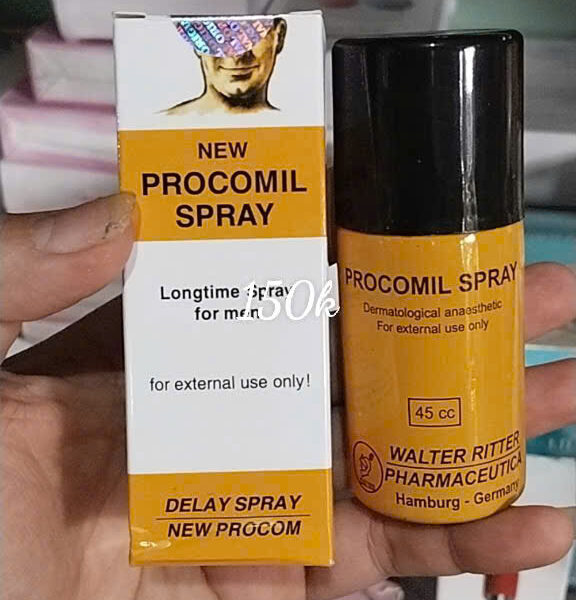 NEW
PROCOMIL
SPRAY
Longtime Spray
for men
for external use only!
DELAY SPRAY
NEW PROCOM
150k
PROCOMIL SPRAY
Dermatological anaesthetic
For external use only
45 cc
WALTER RITTER
PHARMACEUTICA
Hamburg - Germany